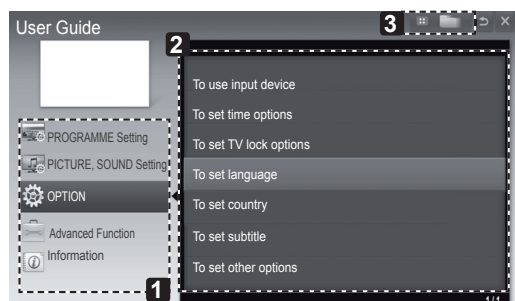 User Guide
3
2
To use input device
To set time options
PROGRAMME Setting
To set TV lock options
PICTURE, SOUND Setting
To set language
OPTION
To set country
Advanced Function
To set subtitle
Information
To set other options
1
1/1